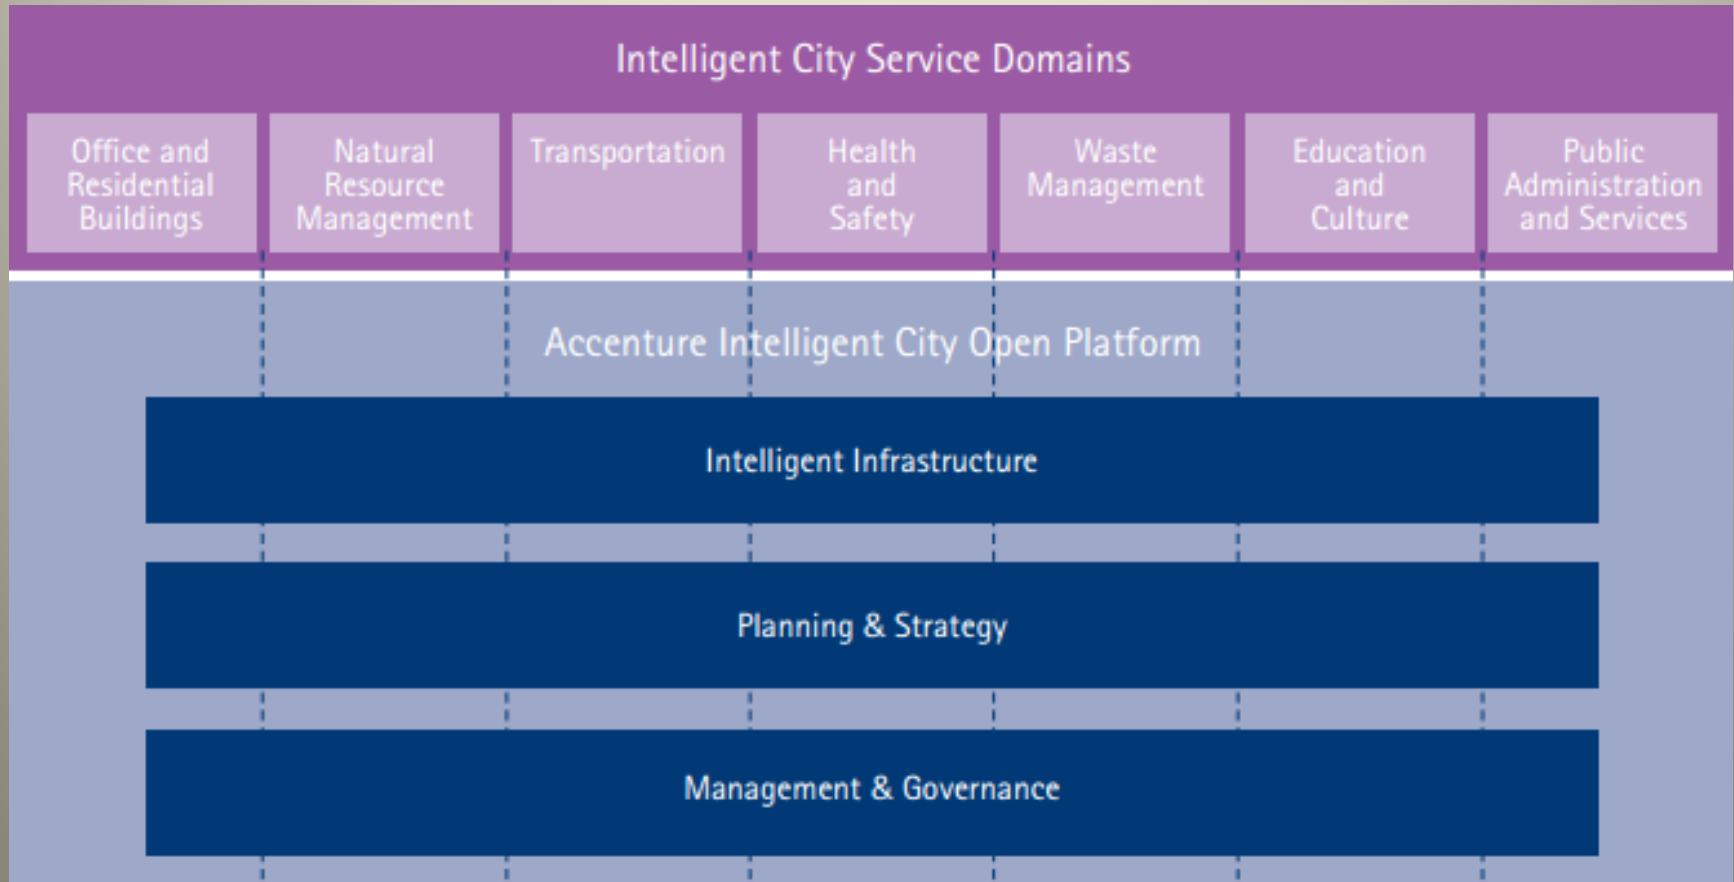 Intelligent City Service Domains
Office and
Residential
Buildings
Natural
Resource
Management
Transportation
Health
and
Safety
Waste
Management
Education
and
Culture
Public
Administration
and Services
Accenture Intelligent City Open Platform
Intelligent Infrastructure
Planning & Strategy
Management & Governance